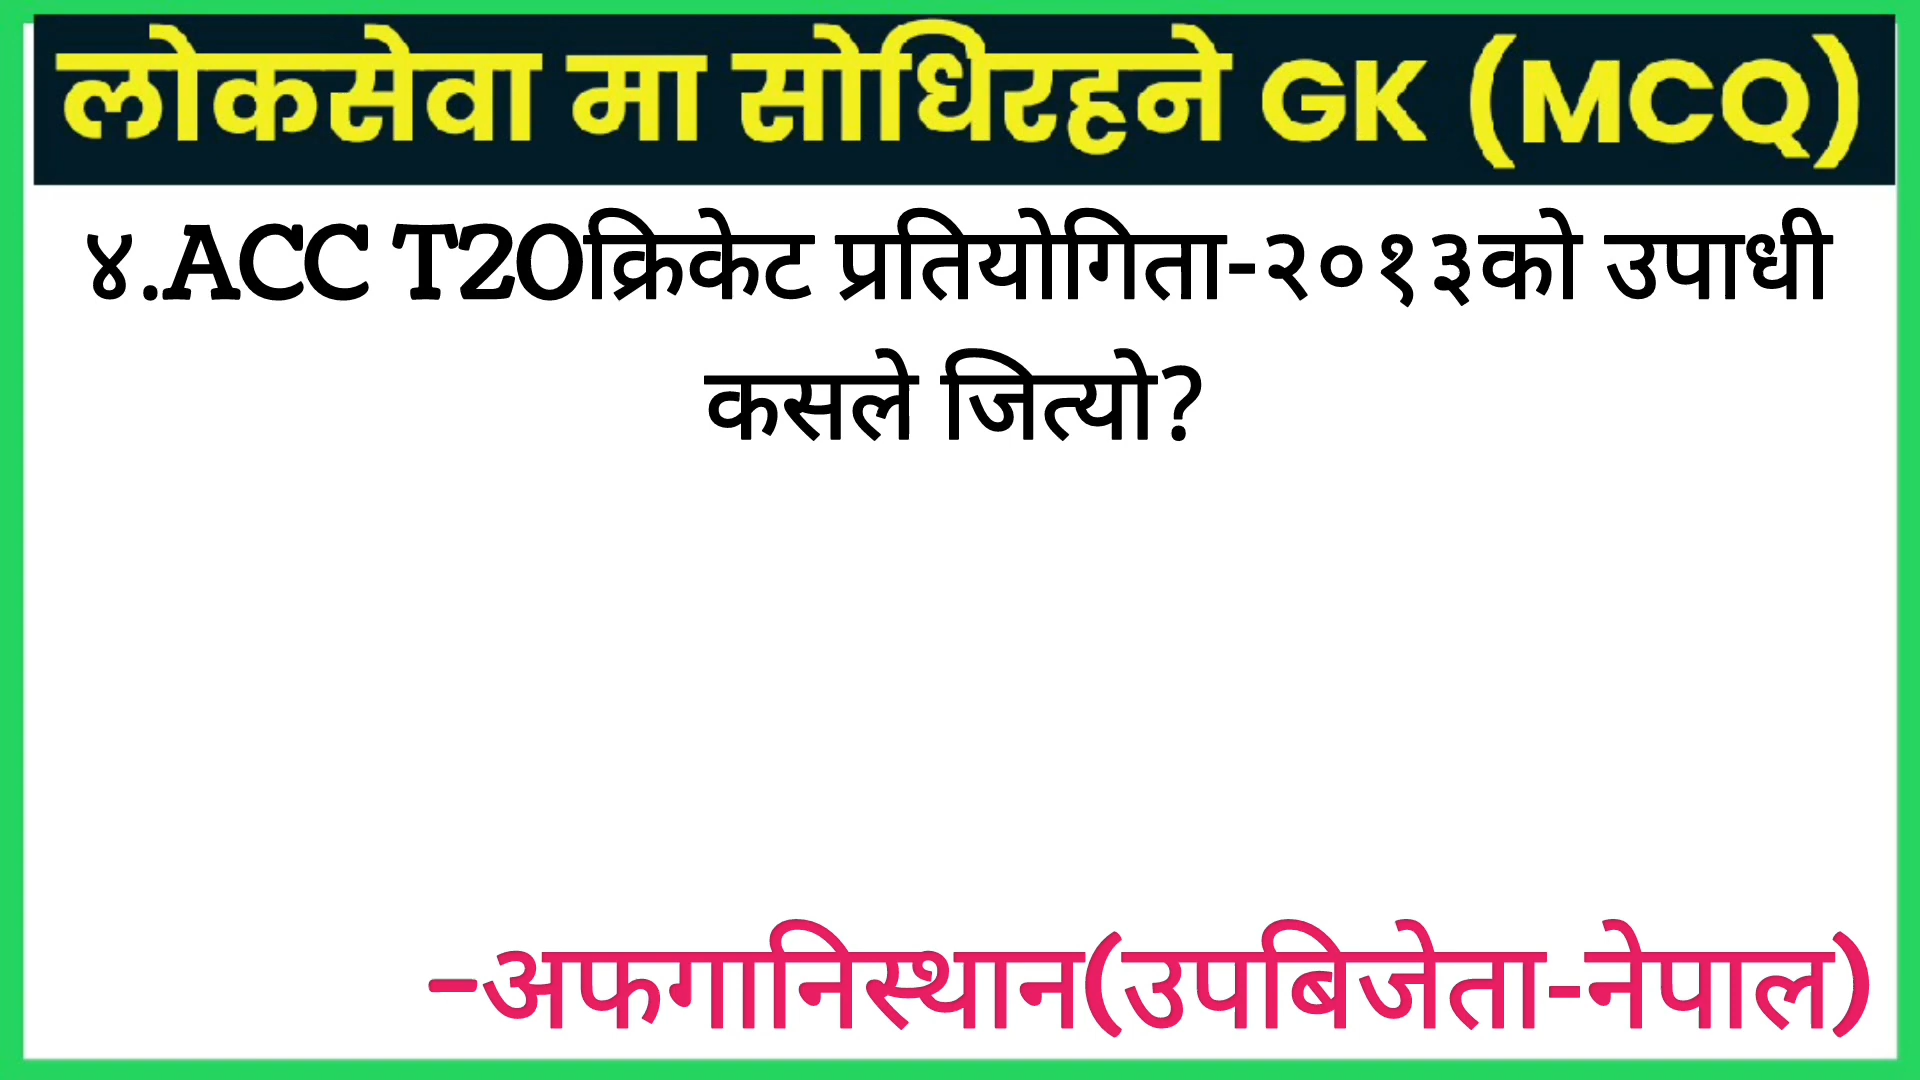 लोकसेवा मा सोधिरहने GK (MCQ)
४.ACC T20क्रिकेट प्रतियोगिता-२०१३को उपाधी
कसले जित्यो?
-अफगानिस्थान(उपबिजेता-नेपाल)